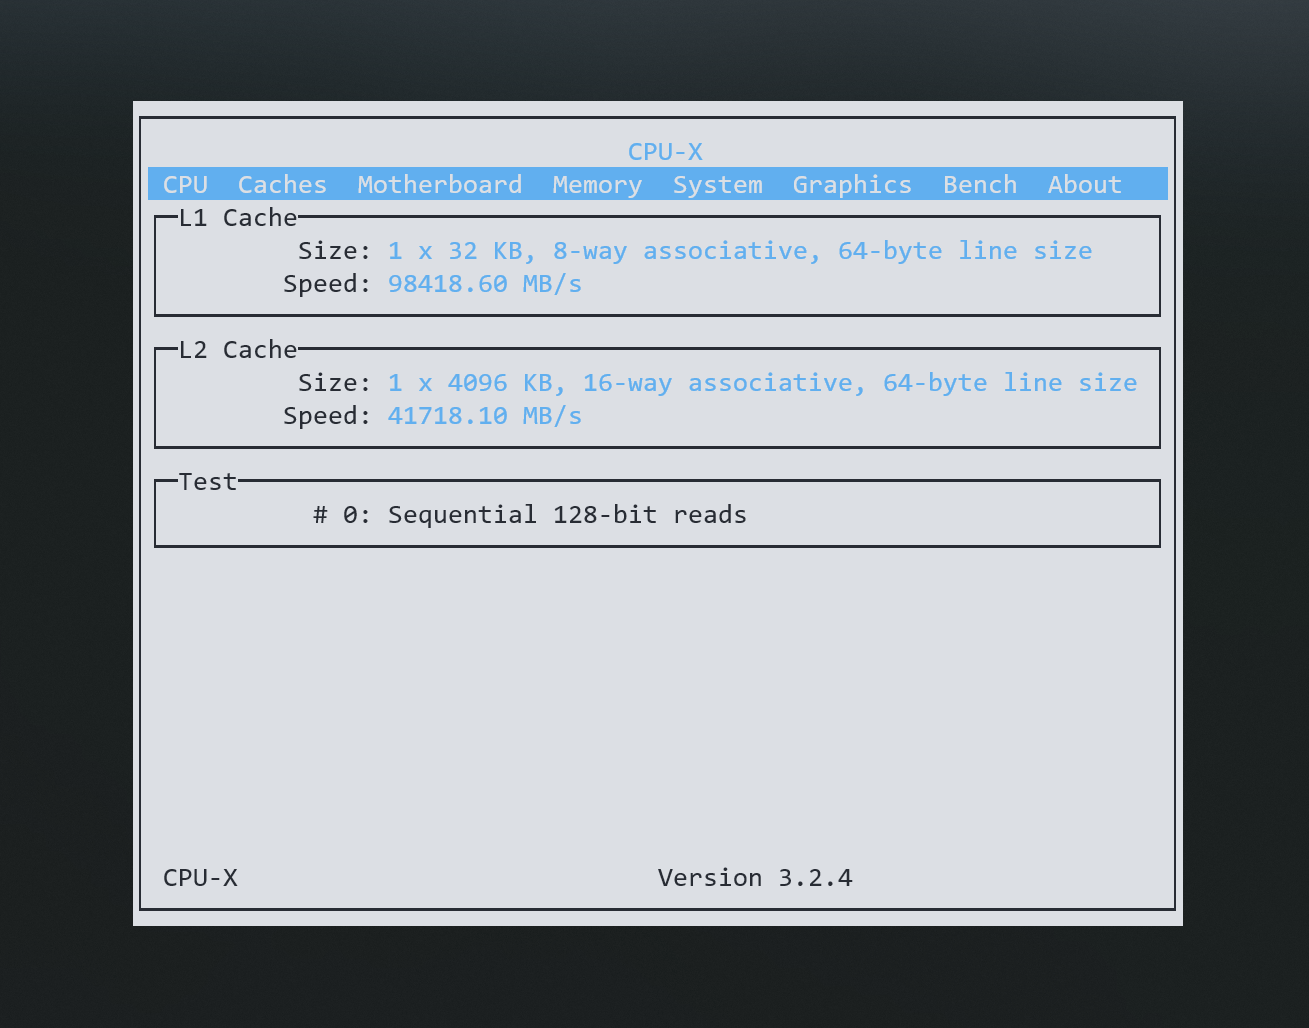 CPU-X
CPU Caches Motherboard Memory System Graphics Bench About
L1 Cache
Size: 1 x 32 KB, 8-way associative, 64-byte line size
Speed: 98418.60 MB/s
L2 Cache
Size: 1 x 4096 KB, 16-way associative, 64-byte line size
Speed: 41718.10 MB/s
Test
# 0: Sequential 128-bit reads
CPU-X Version 3.2.4